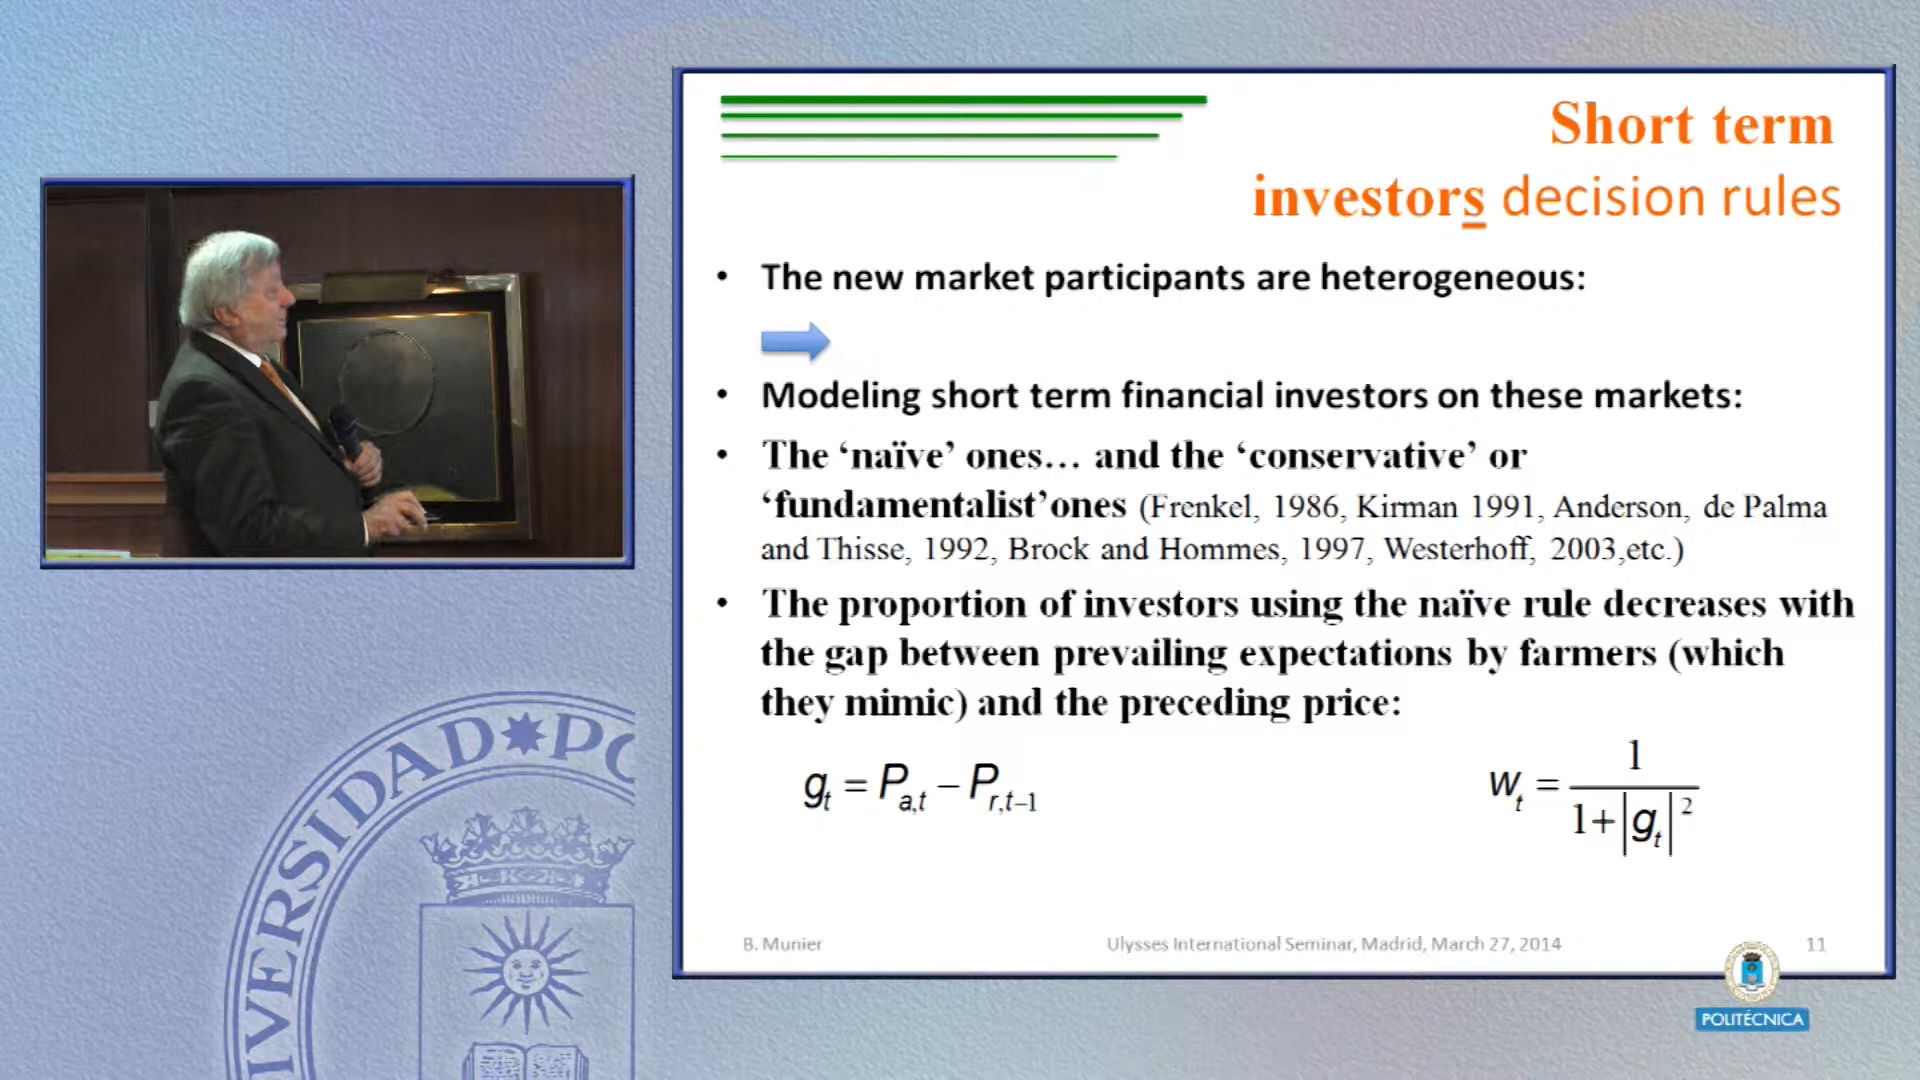 Short term
investors decision rules
• The new market participants are heterogeneous:
• Modeling short term financial investors on these markets:
• The ‘naïve’ ones… and the ‘conservative’ or
‘fundamentalist’ones (Frenkel, 1986, Kirman 1991, Anderson, de Palma
and Thisse, 1992, Brock and Hommes, 1997, Westerhoff, 2003,etc.)
• The proportion of investors using the naïve rule decreases with
the gap between prevailing expectations by farmers (which
they mimic) and the preceding price:
g_t = P_{a,t} − P_{r,t−1}
w_t = 1 / (1+|g_t|²)
B. Munier
Ulysses International Seminar, Madrid, March 27, 2014
11
POLITÉCNICA
VERSIDAD